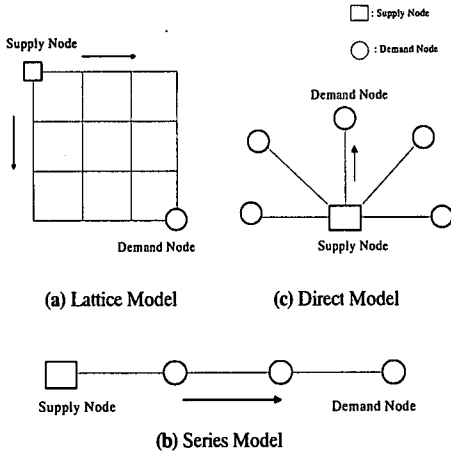 : Supply Node
: Demand Node
Supply Node
Demand Node
(a) Lattice Model
Demand Node
Supply Node
(c) Direct Model
Supply Node
Demand Node
(b) Series Model